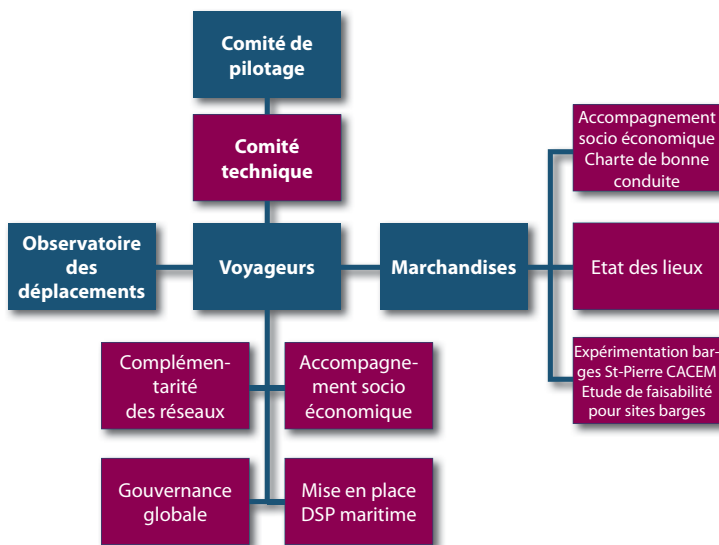 Comité de
pilotage
Comité
technique
Observatoire
des
déplacements
Voyageurs
Marchandises
Accompagnement
socio économique
Charte de bonne
conduite
Etat des lieux
Expérimentation bar-
ges St-Pierre CACEM
Etude de faisabilité
pour sites barges
Complémen-
tarité
des réseaux
Accompagne-
ment socio
économique
Gouvernance
globale
Mise en place
DSP maritime